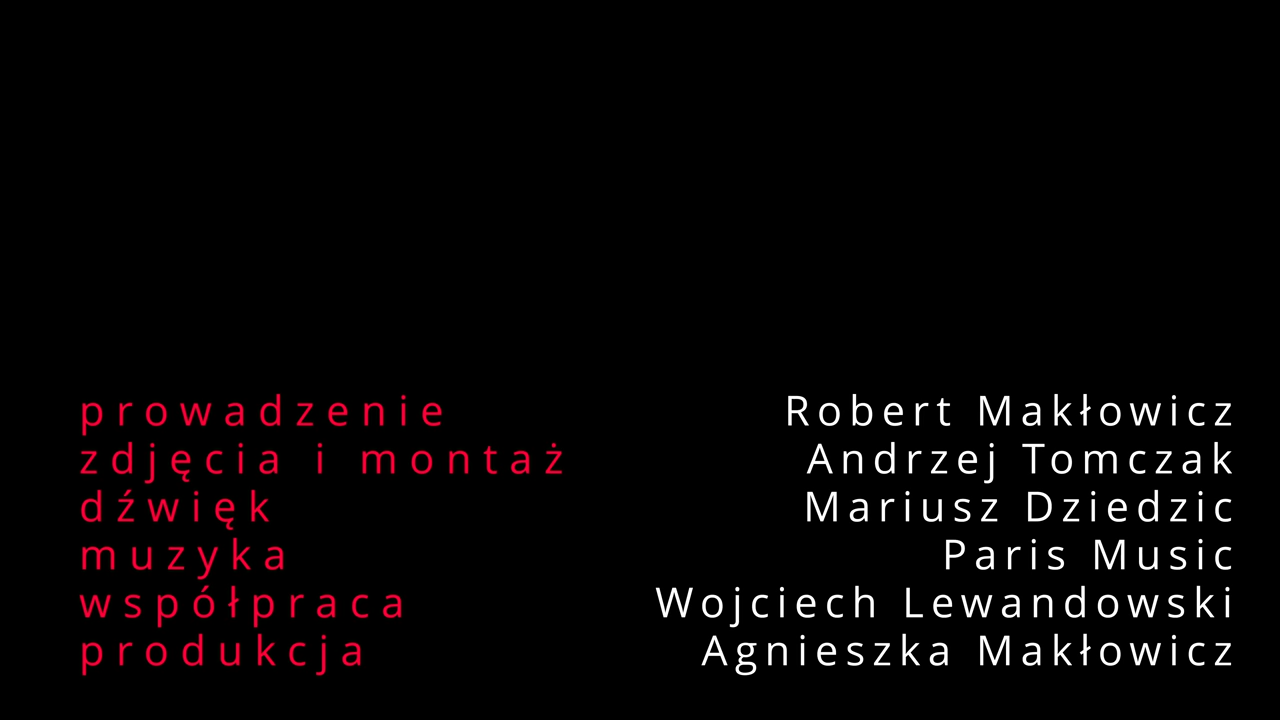 prowadzenie Robert Makłowicz
zdjęcia i montaż Andrzej Tomczak
dźwięk Mariusz Dziedzic
muzyka Paris Music
współpraca Wojciech Lewandowski
produkcja Agnieszka Makłowicz